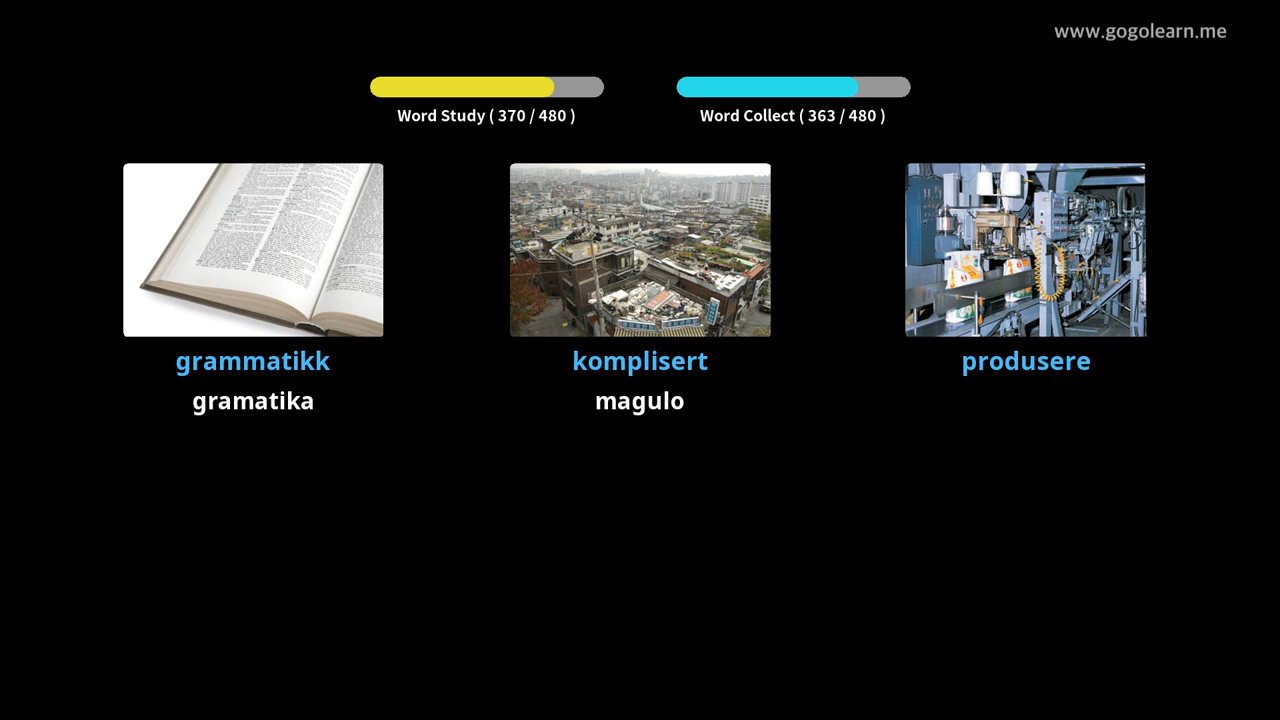 www.gogolearn.me
Word Study ( 370 / 480 )
Word Collect ( 363 / 480 )
grammatikk
komplisert
produsere
gramatika
magulo